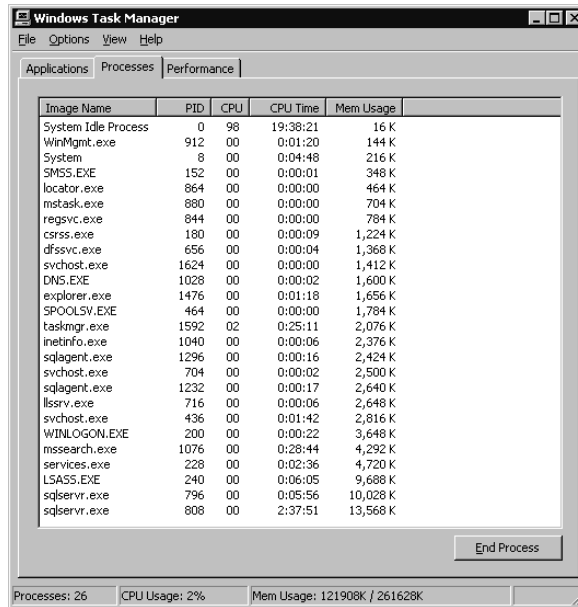 Windows Task Manager
File Options View Help
Applications Processes Performance
Image Name PID CPU CPU Time Mem Usage
System Idle Process 0 98 19:38:21 16 K
WinMgmt.exe 912 00 0:01:20 144 K
System 8 00 0:04:48 216 K
SMSS.EXE 152 00 0:00:01 348 K
locator.exe 864 00 0:00:00 464 K
mstask.exe 880 00 0:00:00 704 K
regsvc.exe 844 00 0:00:00 784 K
csrss.exe 180 00 0:00:09 1,224 K
dfssvc.exe 656 00 0:00:04 1,368 K
svchost.exe 1624 00 0:00:00 1,412 K
DNS.EXE 1028 00 0:00:02 1,600 K
explorer.exe 1476 00 0:01:18 1,656 K
SPOOLSV.EXE 464 00 0:00:00 1,784 K
taskmgr.exe 1592 02 0:25:11 2,076 K
inetinfo.exe 1040 00 0:00:06 2,376 K
sqlagent.exe 1296 00 0:00:16 2,424 K
svchost.exe 704 00 0:00:02 2,500 K
sqlagent.exe 1232 00 0:00:17 2,640 K
llssrv.exe 716 00 0:00:06 2,648 K
svchost.exe 436 00 0:01:42 2,816 K
WINLOGON.EXE 200 00 0:00:22 3,648 K
mssearch.exe 1076 00 0:28:44 4,292 K
services.exe 228 00 0:02:36 4,720 K
LSASS.EXE 240 00 0:06:05 9,688 K
sqlservr.exe 796 00 0:05:56 10,028 K
sqlservr.exe 808 00 2:37:51 13,568 K
End Process
Processes: 26 CPU Usage: 2% Mem Usage: 121908K / 261628K